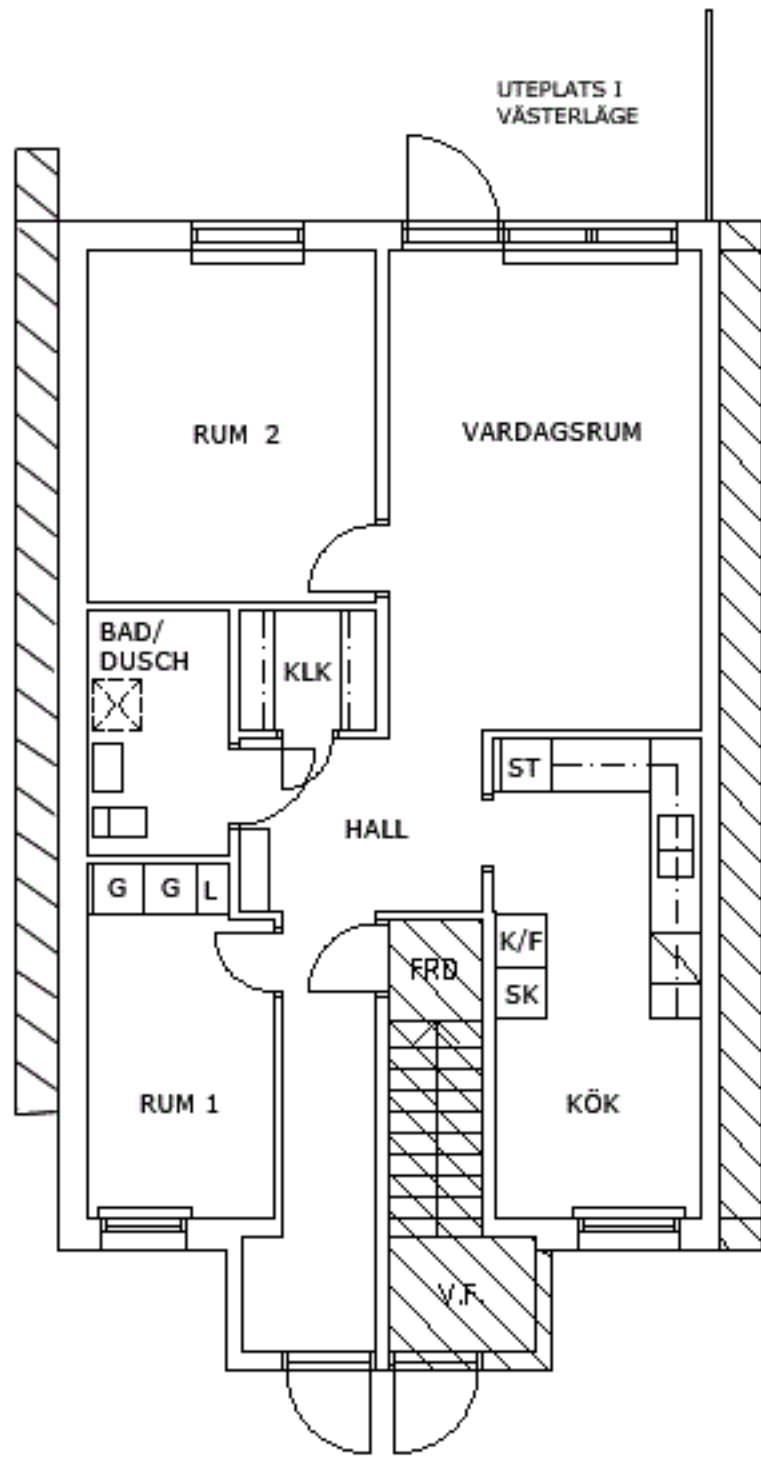 UTEPLATS I
VÄSTERLÄGE
RUM 2
VARDAGSRUM
BAD/
DUSCH
KLK
ST
HALL
G G L
K/F
FRD
SK
RUM 1
KÖK
V.F.